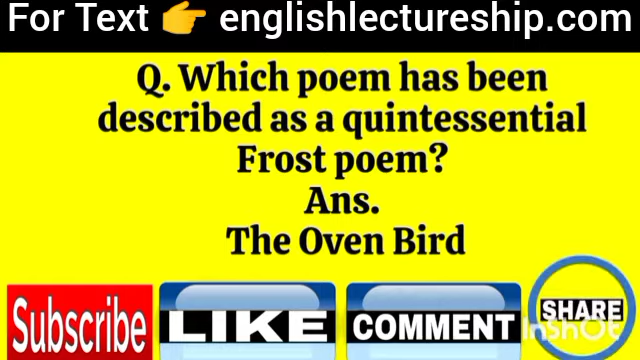 For Text 👉 englishlectureship.com
Q. Which poem has been
described as a quintessential
Frost poem?
Ans.
The Oven Bird
Subscribe
LIKE
COMMENT
SHARE
InShOt